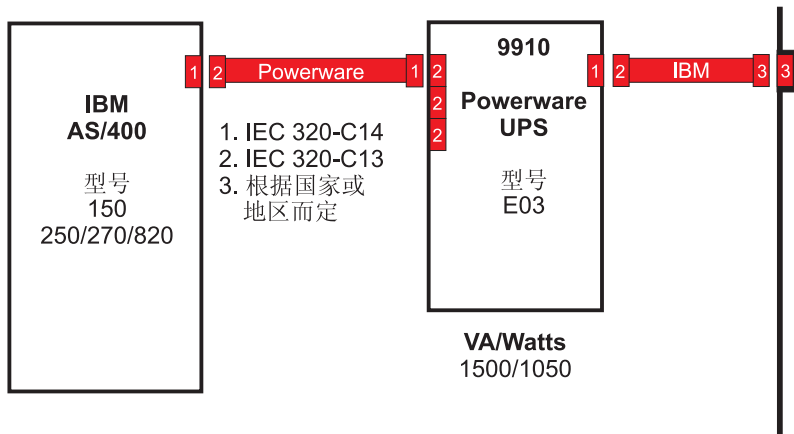 IBM
AS/400
型号
150
250/270/820
1 2 Powerware 1 2
2
2
1. IEC 320-C14
2. IEC 320-C13
3. 根据国家或
地区而定
9910
Powerware
UPS
型号
E03
1 2 IBM 3 3
VA/Watts
1500/1050